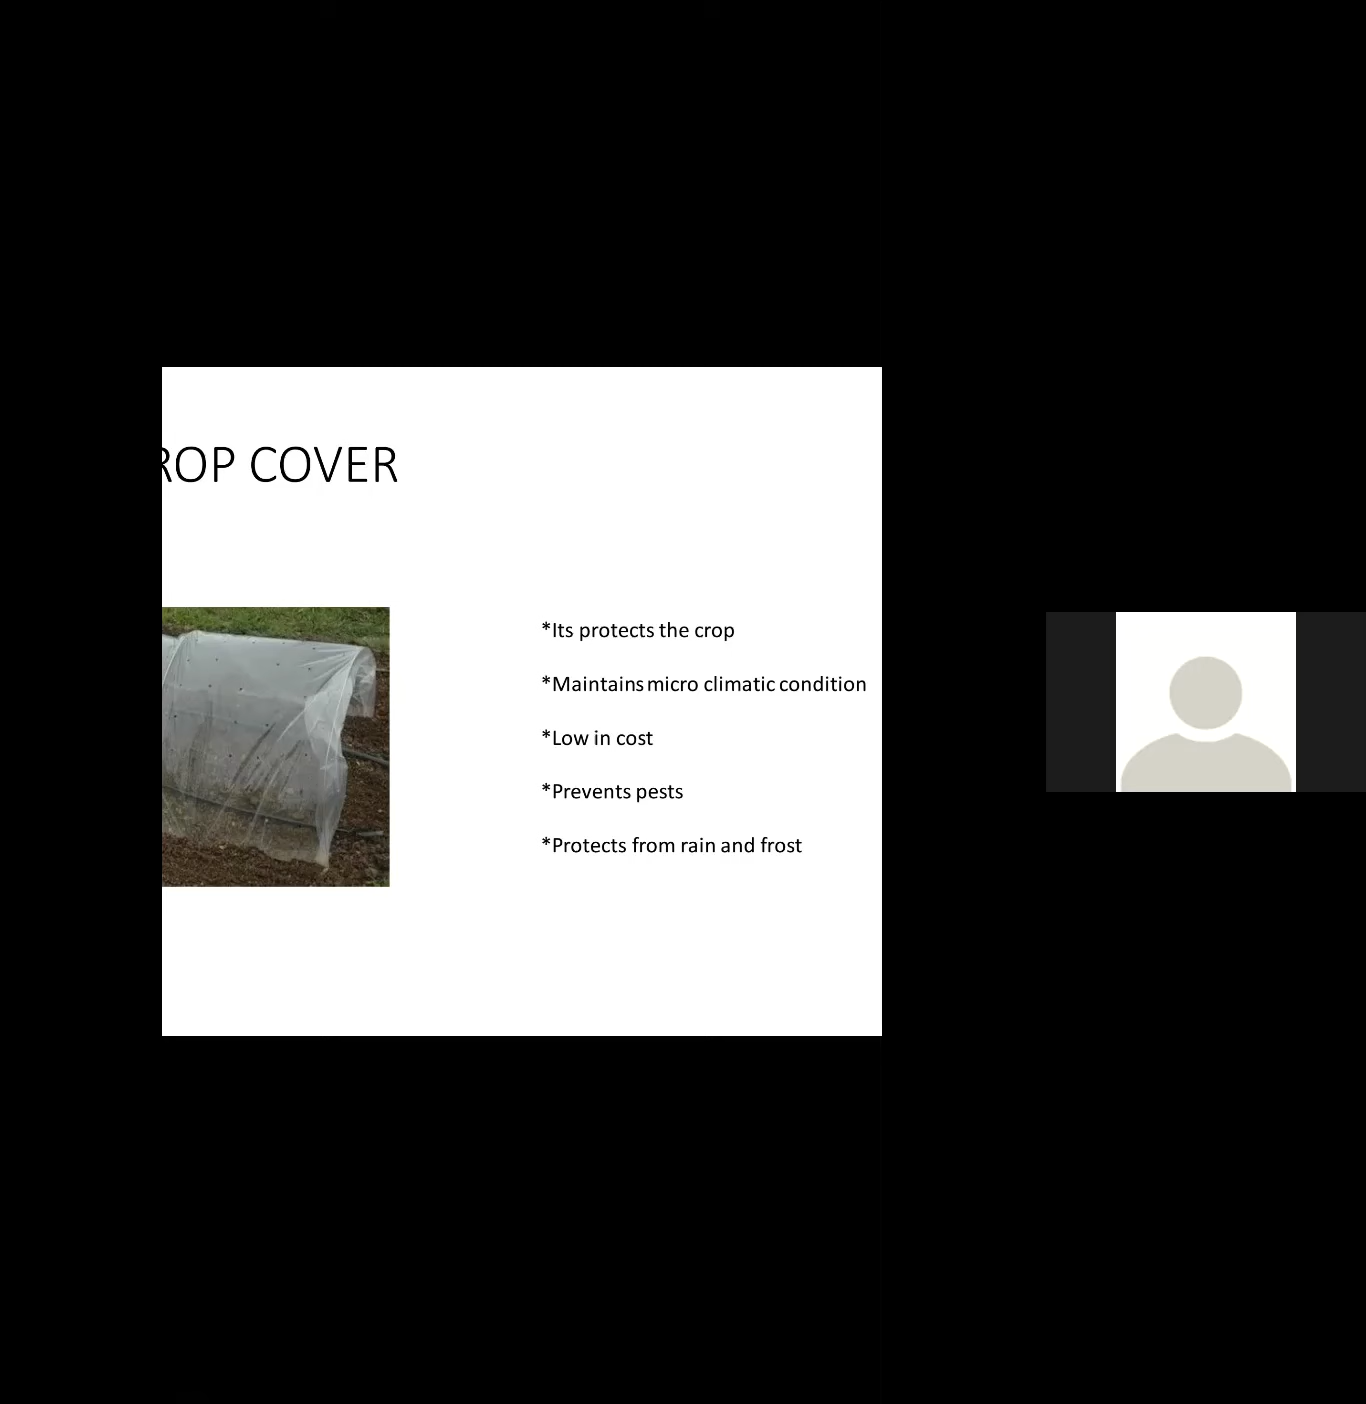 ROP COVER
*Its protects the crop
*Maintains micro climatic condition
*Low in cost
*Prevents pests
*Protects from rain and frost